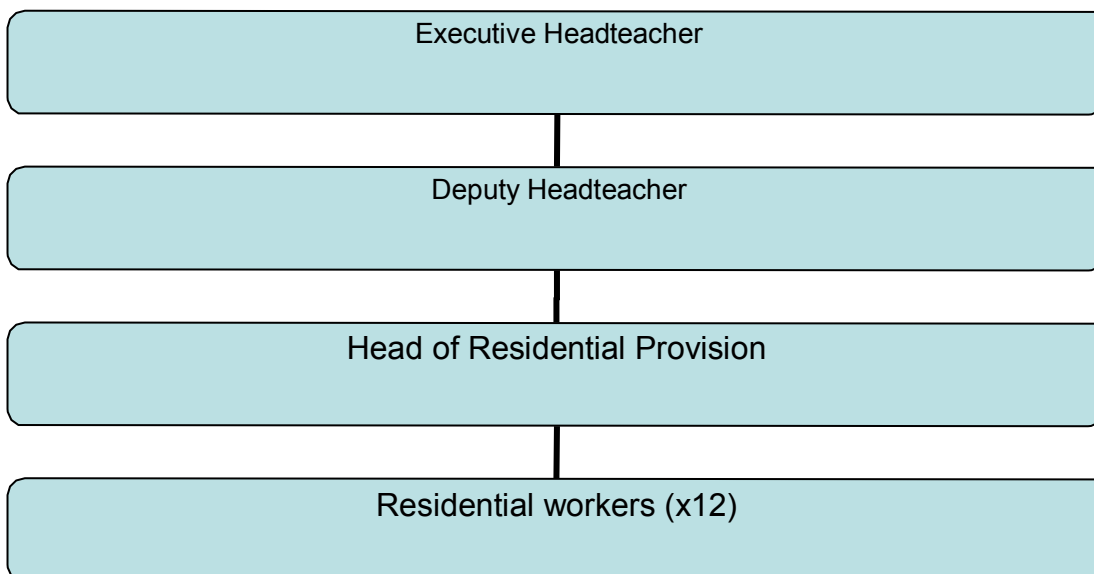 Executive Headteacher
Deputy Headteacher
Head of Residential Provision
Residential workers (x12)